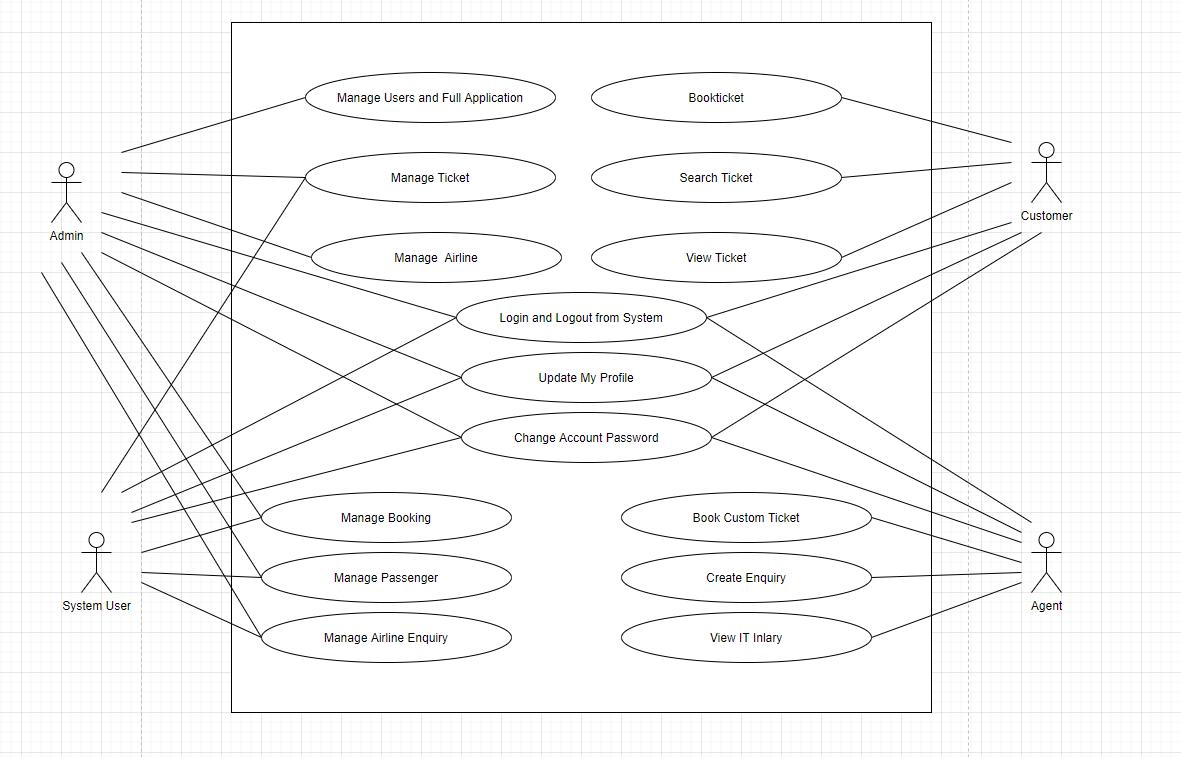 Manage Users and Full Application
Bookticket
Manage Ticket
Search Ticket
Customer
Admin
Manage  Airline
View Ticket
Login and Logout from System
Update My Profile
Change Account Password
Manage Booking
Book Custom Ticket
Manage Passenger
Create Enquiry
System User
Agent
Manage Airline Enquiry
View IT Inlary